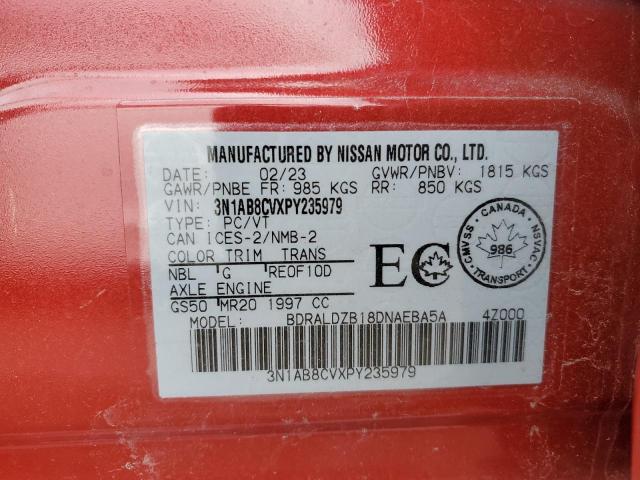 MANUFACTURED BY NISSAN MOTOR CO., LTD.
DATE: 02/23 GVWR/PNBV: 1815 KGS
GAWR/PNBE FR: 985 KGS RR: 850 KGS
VIN: 3N1AB8CVXPY235979
TYPE: PC/VT
CAN ICES-2/NMB-2
COLOR TRIM TRANS
NBL G RE0F10D
AXLE ENGINE
GS50 MR20 1997 CC
EC
CMVSS · CANADA · NSVAC
986
TRANSPORT
MODEL: BDRALDZB18DNAEBA5A 4Z000
3N1AB8CVXPY235979